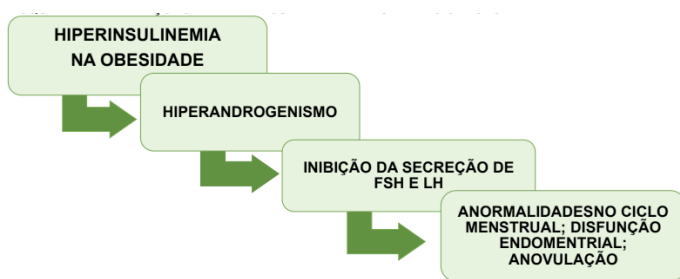 HIPERINSULINEMIA
NA OBESIDADE
HIPERANDROGENISMO
INIBIÇÃO DA SECREÇÃO DE
FSH E LH
ANORMALIDADESNO CICLO
MENSTRUAL; DISFUNÇÃO
ENDOMENTRIAL;
ANOVULAÇÃO